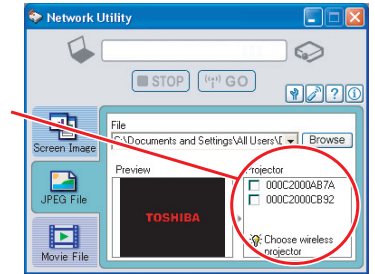 Network Utility
STOP
GO
?
i
Screen Image
JPEG File
Movie File
File
C:\Documents and Settings\All Users\D
Browse
Preview
TOSHIBA
Projector
000C2000AB7A
000C2000CB92
Choose wireless
projector